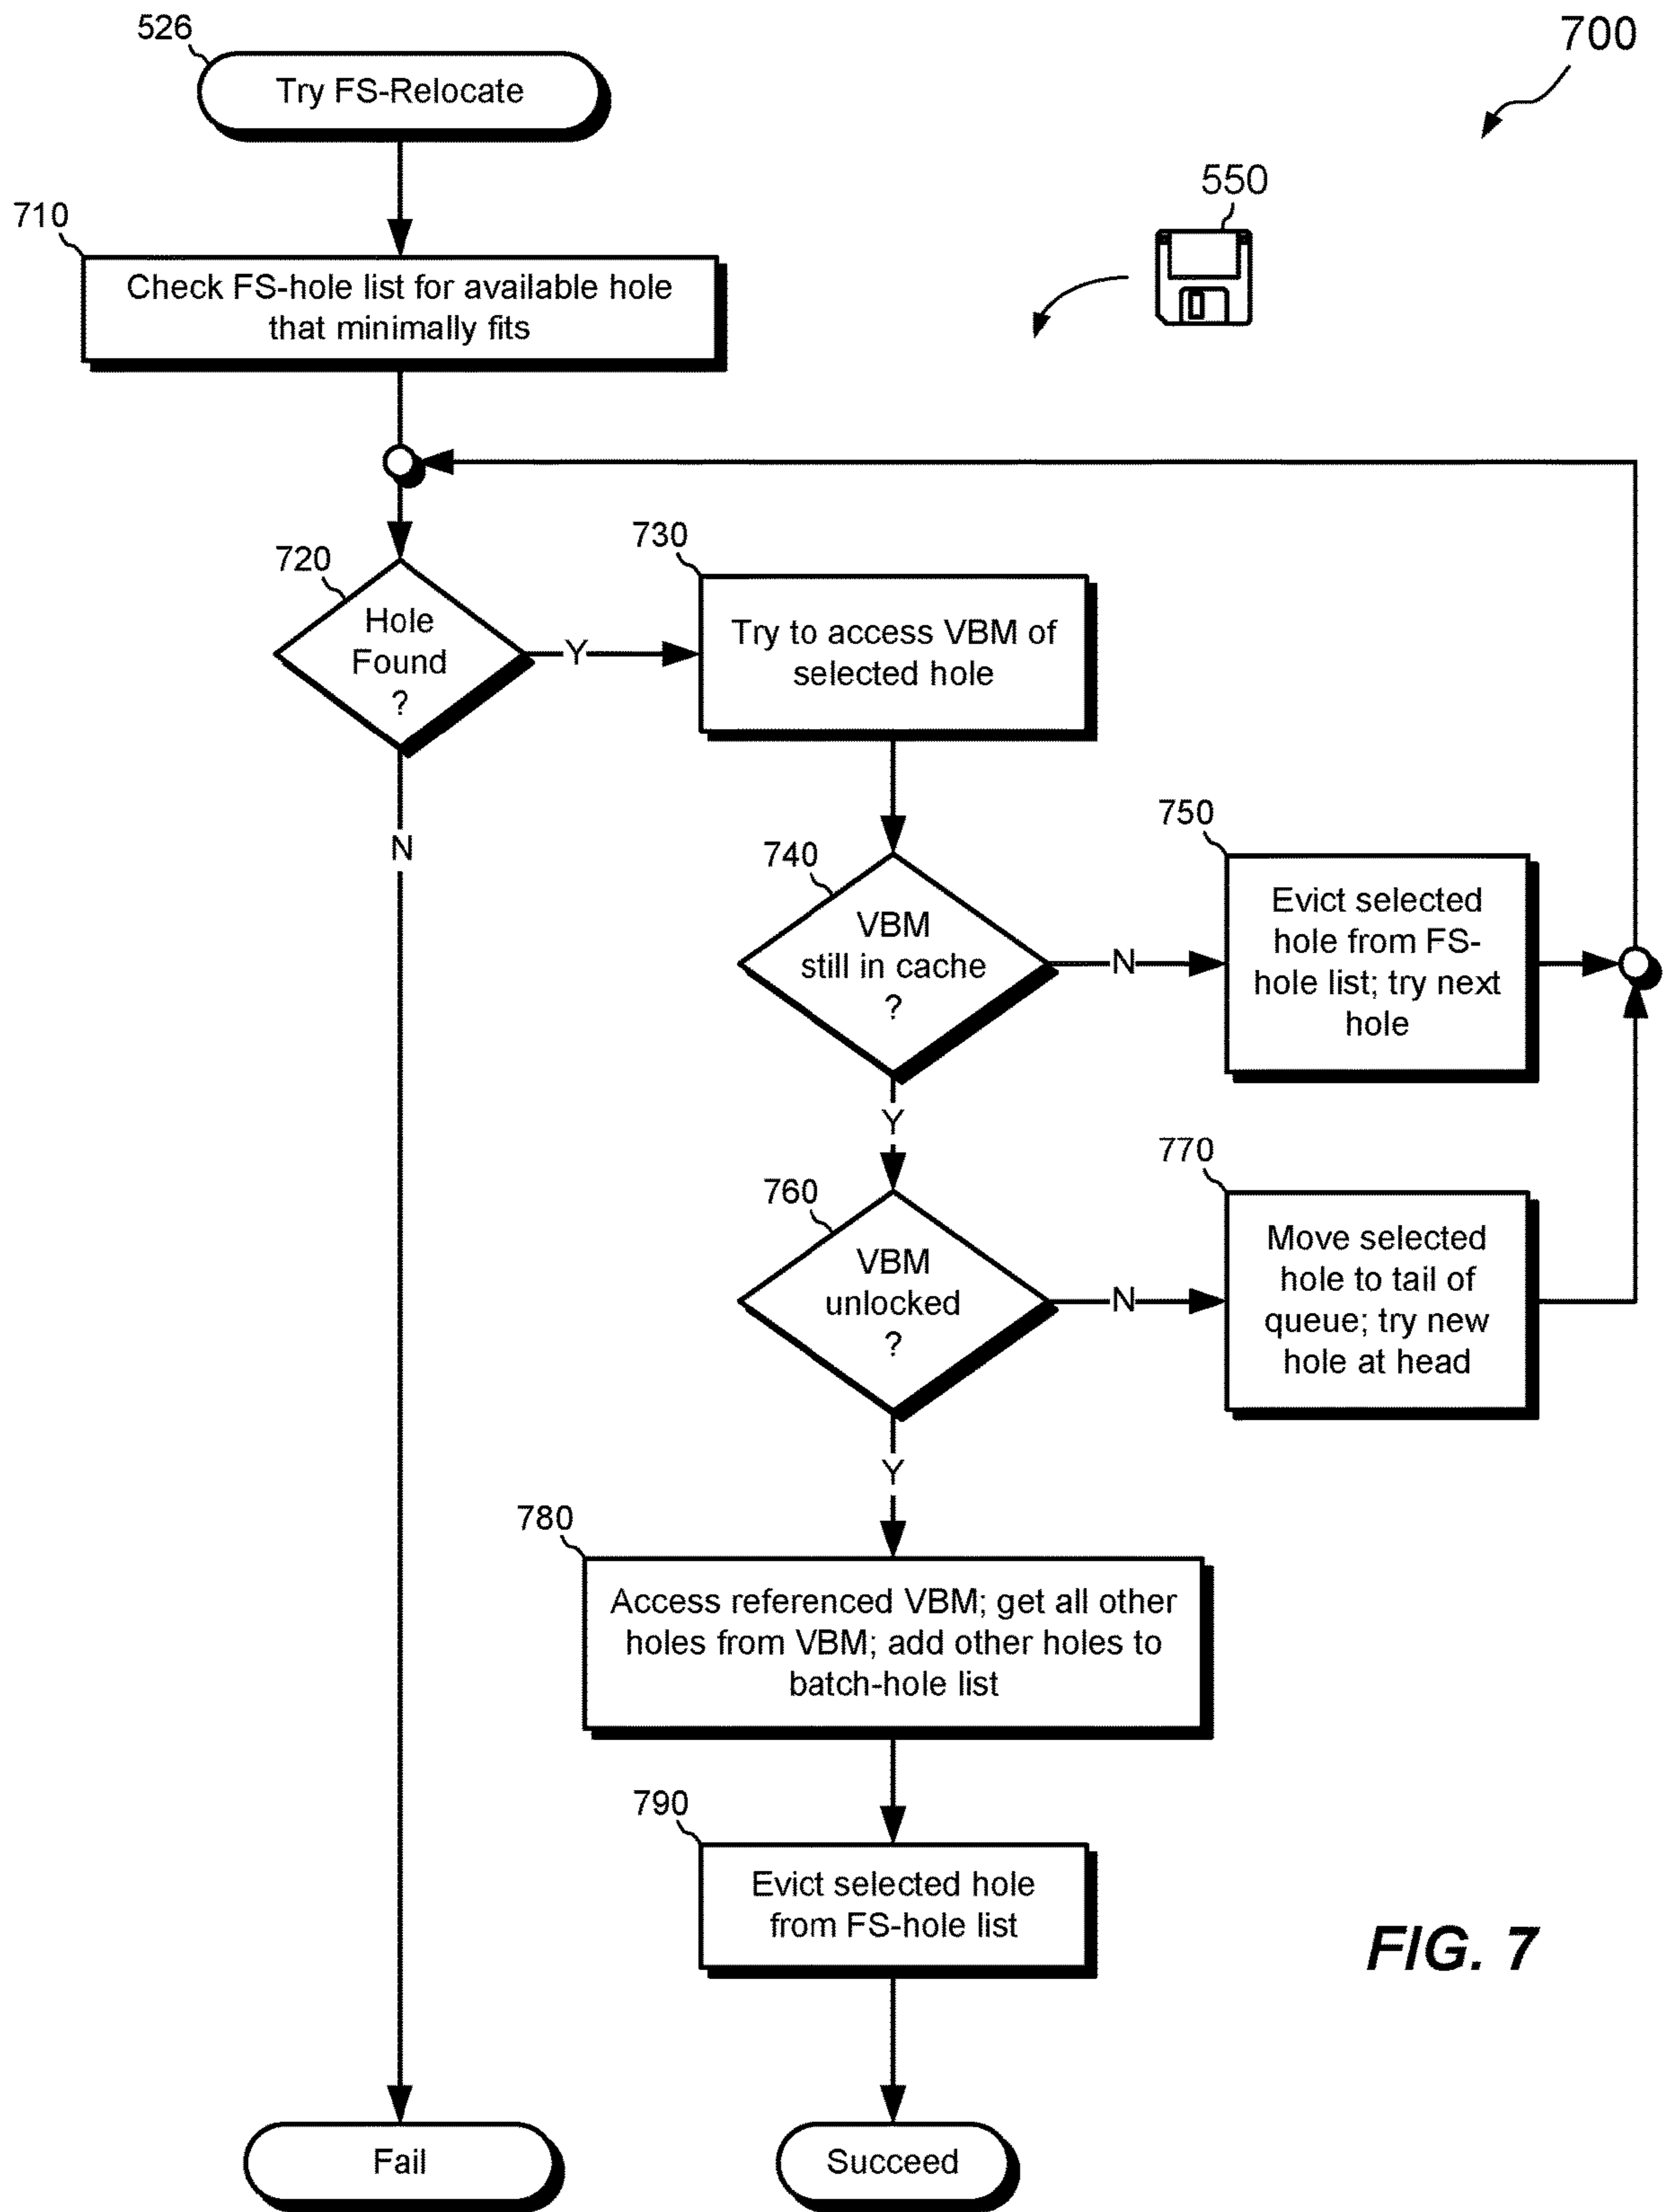 526
Try FS-Relocate
700
550
710
Check FS-hole list for available hole
that minimally fits
720
Hole
Found
?
Y
N
730
Try to access VBM of
selected hole
740
VBM
still in cache
?
N
Y
750
Evict selected
hole from FS-
hole list; try next
hole
760
VBM
unlocked
?
N
Y
770
Move selected
hole to tail of
queue; try new
hole at head
780
Access referenced VBM; get all other
holes from VBM; add other holes to
batch-hole list
790
Evict selected hole
from FS-hole list
FIG. 7
Fail
Succeed